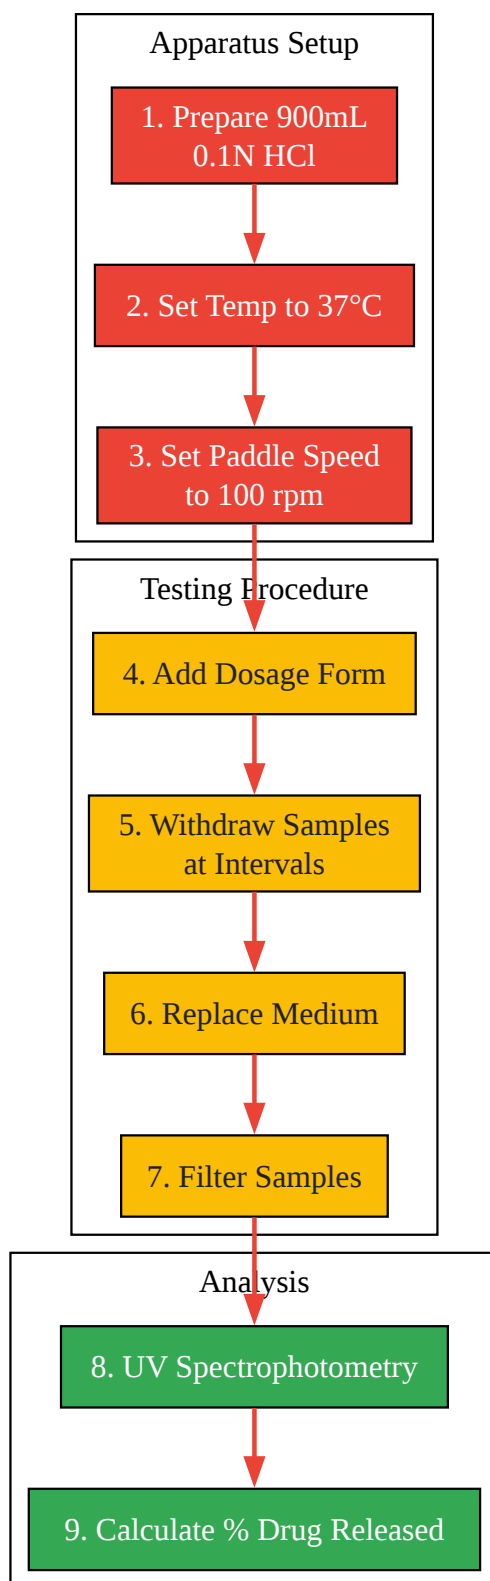 Apparatus Setup
1. Prepare 900mL
0.1N HCl
2. Set Temp to 37°C
3. Set Paddle Speed
to 100 rpm
Testing Procedure
4. Add Dosage Form
5. Withdraw Samples
at Intervals
6. Replace Medium
7. Filter Samples
Analysis
8. UV Spectrophotometry
9. Calculate % Drug Released